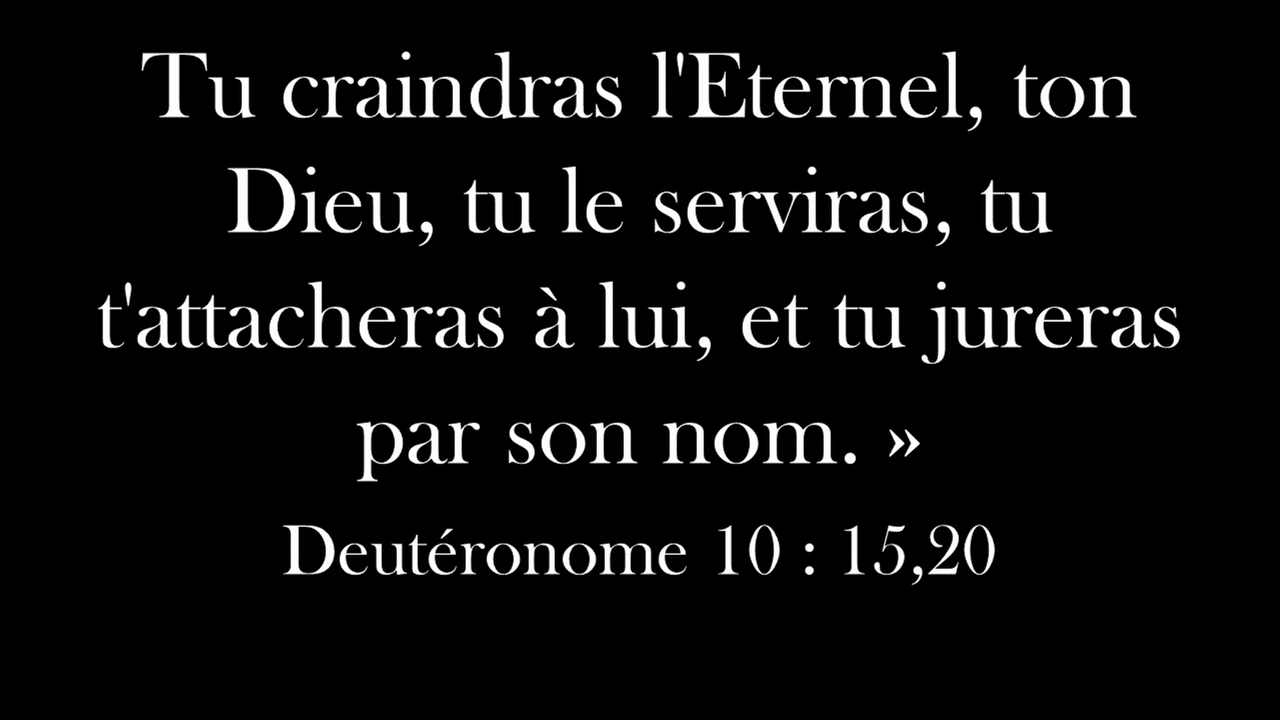 Tu craindras l'Eternel, ton
Dieu, tu le serviras, tu
t'attacheras à lui, et tu jureras
par son nom. »
Deutéronome 10 : 15,20